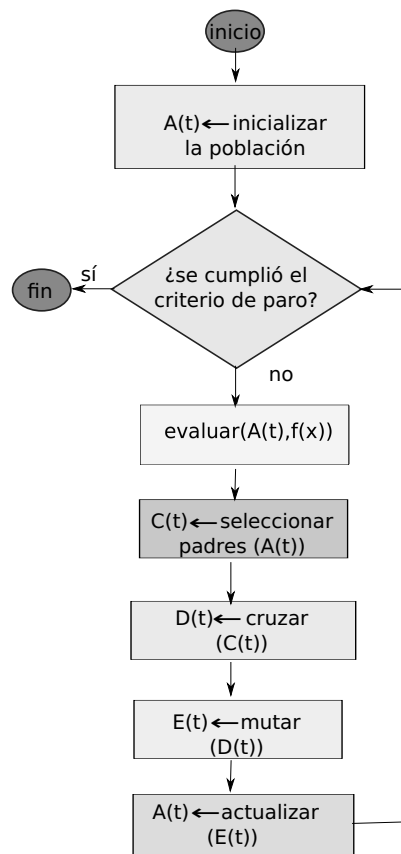 inicio
A(t)←inicializar
la población
¿se cumplió el
criterio de paro?
sí
fin
no
evaluar(A(t),f(x))
C(t)←seleccionar
padres (A(t))
D(t)← cruzar
(C(t))
E(t)←mutar
(D(t))
A(t)←actualizar
(E(t))